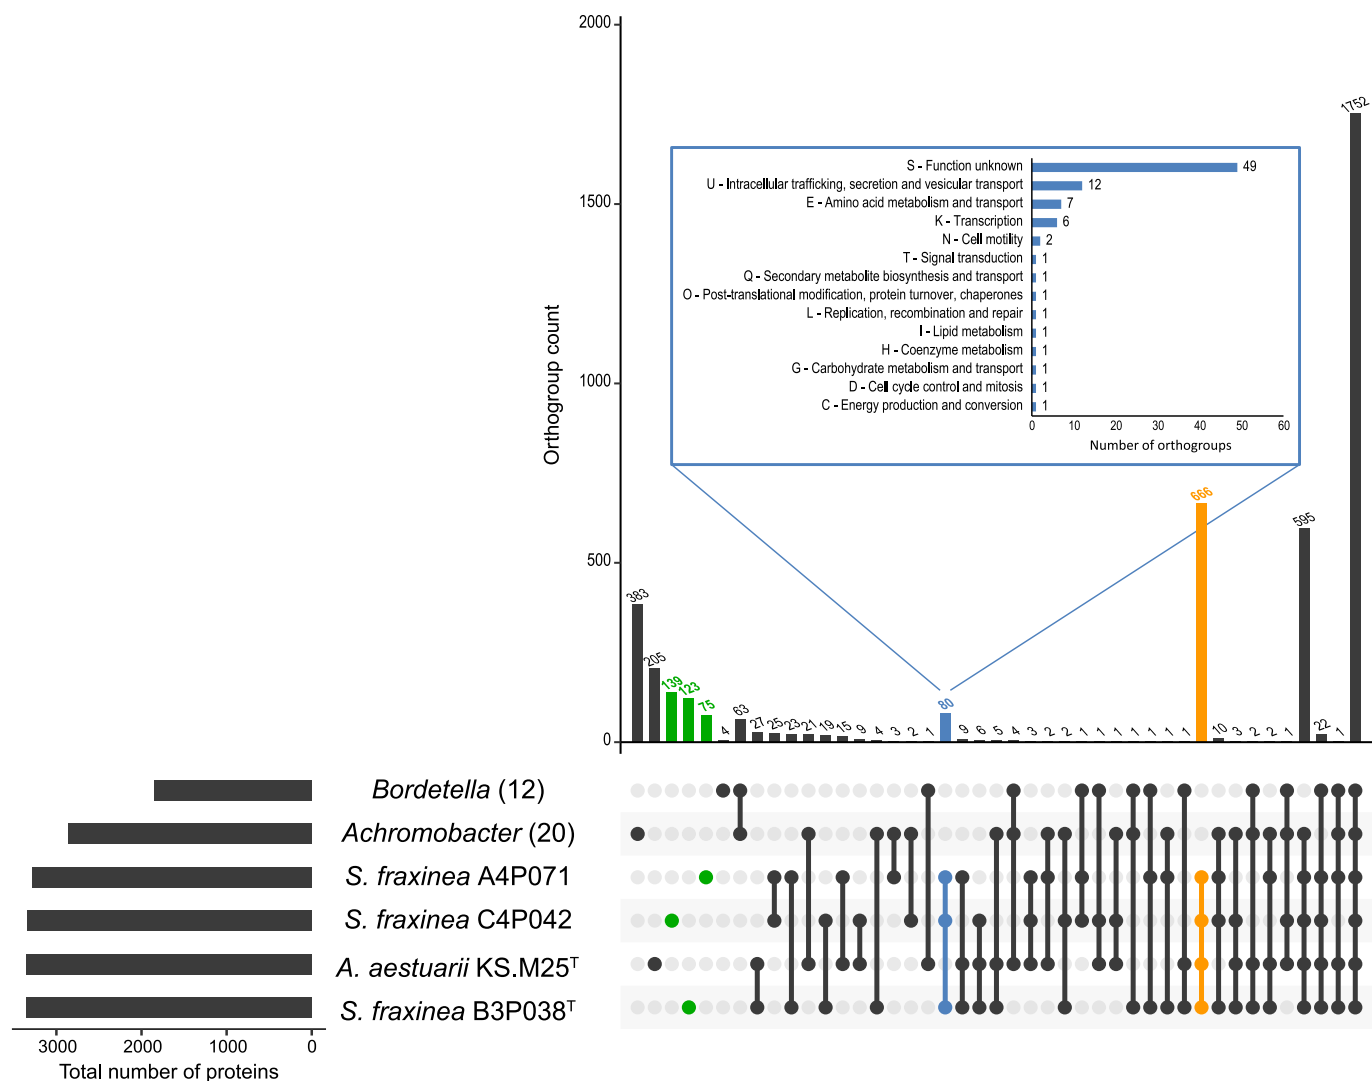 2000
1500
1000
500
0
Orthogroup count
S - Function unknown 49
U - Intracellular trafficking, secretion and vesicular transport 12
E - Amino acid metabolism and transport 7
K - Transcription 6
N - Cell motility 2
T - Signal transduction 1
Q - Secondary metabolite biosynthesis and transport 1
O - Post-translational modification, protein turnover, chaperones 1
L - Replication, recombination and repair 1
I - Lipid metabolism 1
H - Coenzyme metabolism 1
G - Carbohydrate metabolism and transport 1
D - Cell cycle control and mitosis 1
C - Energy production and conversion 1
0 10 20 30 40 50 60
Number of orthogroups
383 205 139 123 75 4 63 27 25 23 21 19 15 9 4 3 2 1 80 9 6 5 4 3 2 2 1 1 1 1 1 1 1 666 10 3 2 2 1 595 22 1 1752
Bordetella (12)
Achromobacter (20)
S. fraxinea A4P071
S. fraxinea C4P042
A. aestuarii KS.M25ᵀ
S. fraxinea B3P038ᵀ
3000 2000 1000 0
Total number of proteins